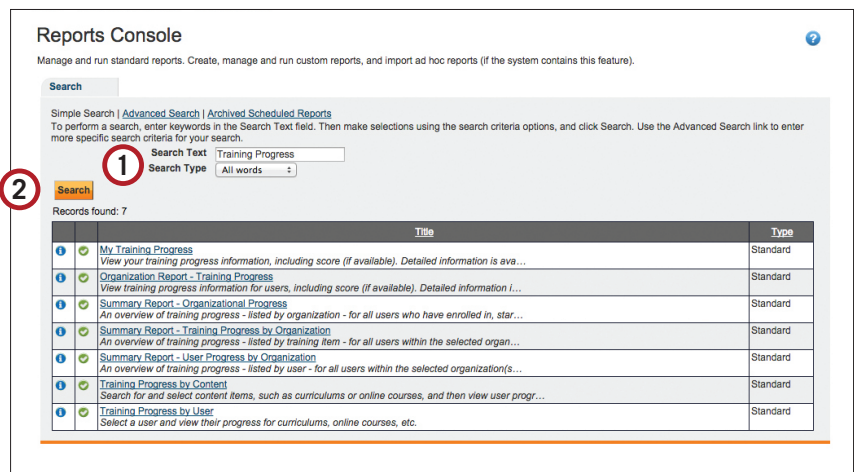 Reports Console
Manage and run standard reports. Create, manage and run custom reports, and import ad hoc reports (if the system contains this feature).
Search
Simple Search | Advanced Search | Archived Scheduled Reports
To perform a search, enter keywords in the Search Text field. Then make selections using the search criteria options, and click Search. Use the Advanced Search link to enter
more specific search criteria for your search.
1
Search Text Training Progress
Search Type All words
2
Search
Records found: 7
Title Type
My Training Progress Standard
View your training progress information, including score (if available). Detailed information is ava...
Organization Report - Training Progress Standard
View training progress information for users, including score (if available). Detailed information i...
Summary Report - Organizational Progress Standard
An overview of training progress - listed by organization - for all users who have enrolled in, star...
Summary Report - Training Progress by Organization Standard
An overview of training progress - listed by training item - for all users within the selected organ...
Summary Report - User Progress by Organization Standard
An overview of training progress - listed by user - for all users within the selected organization(s...
Training Progress by Content Standard
Search for and select content items, such as curriculums or online courses, and then view user progr...
Training Progress by User Standard
Select a user and view their progress for curriculums, online courses, etc.